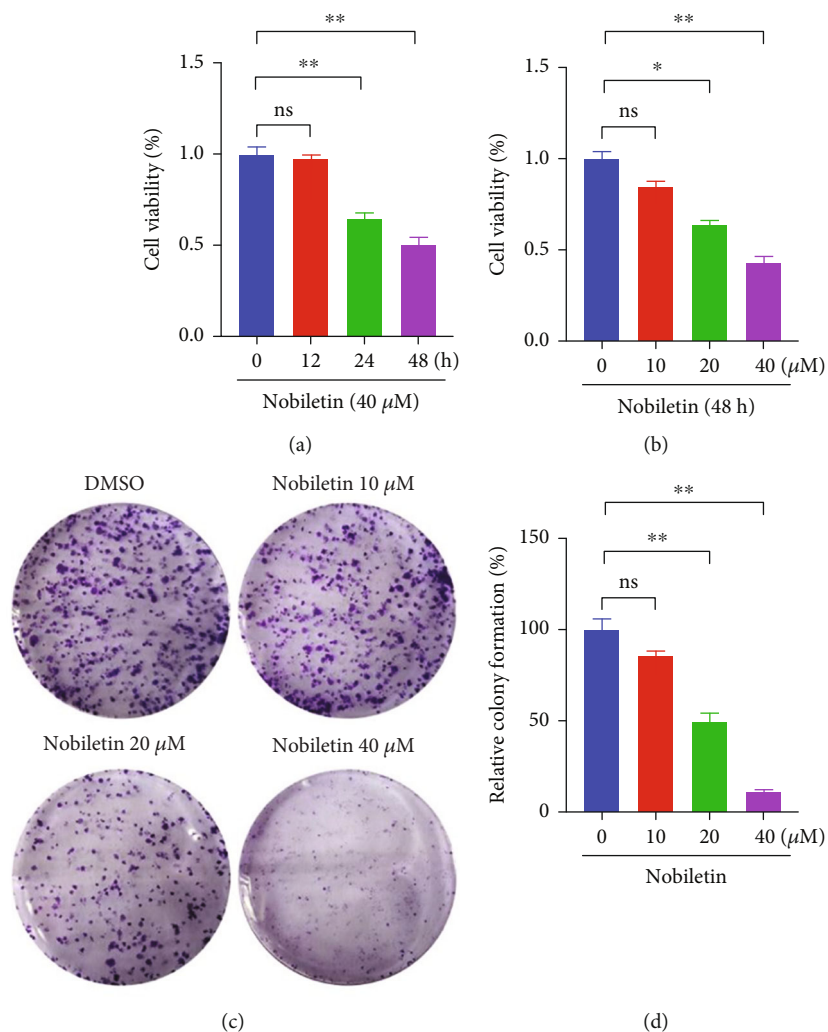 **
**
ns
1.5
1.0
0.5
0.0
Cell viability (%)
0 12 24 48 (h)
Nobiletin (40 μM)
(a)
**
*
ns
1.5
1.0
0.5
0.0
Cell viability (%)
0 10 20 40 (μM)
Nobiletin (48 h)
(b)
DMSO
Nobiletin 10 μM
Nobiletin 20 μM
Nobiletin 40 μM
(c)
**
**
ns
150
100
50
0
Relative colony formation (%)
0 10 20 40 (μM)
Nobiletin
(d)